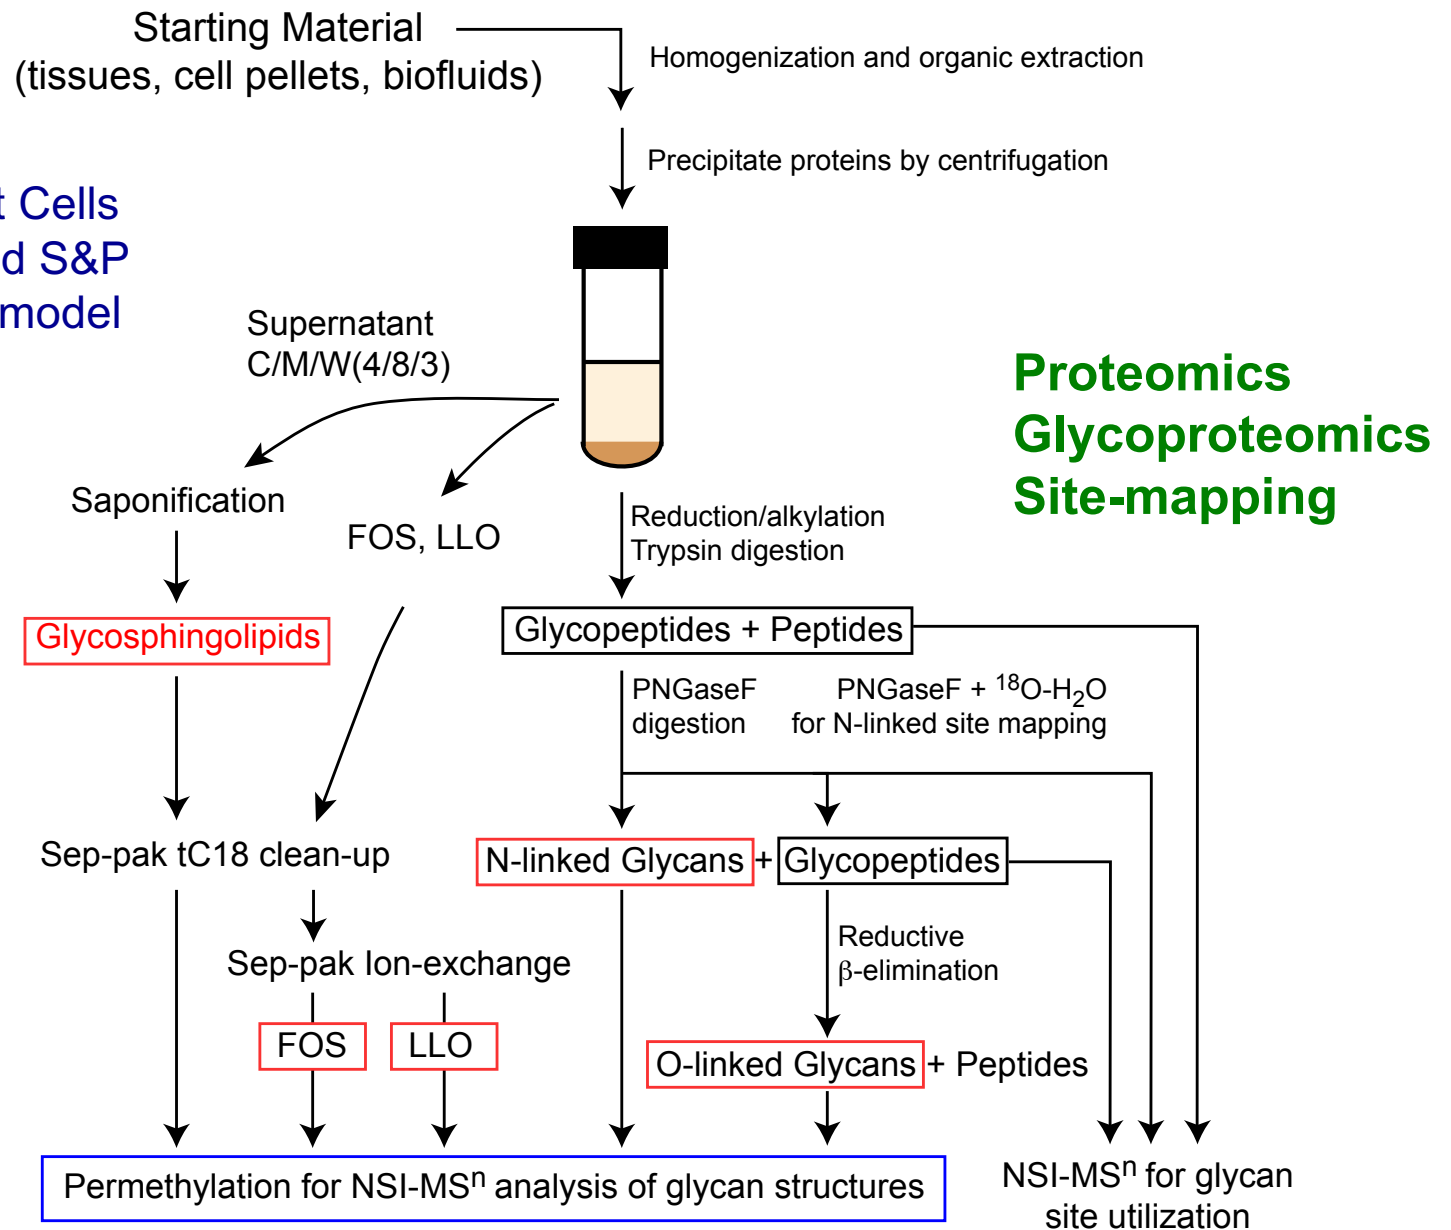 Starting Material
(tissues, cell pellets, biofluids)
Homogenization and organic extraction
Precipitate proteins by centrifugation
Cells
S&P
model
Supernatant
C/M/W(4/8/3)
Proteomics
Glycoproteomics
Site-mapping
Saponification
FOS, LLO
Reduction/alkylation
Trypsin digestion
Glycosphingolipids
Glycopeptides + Peptides
PNGaseF
digestion
PNGaseF + ¹⁸O-H₂O
for N-linked site mapping
Sep-pak tC18 clean-up
N-linked Glycans + Glycopeptides
Sep-pak Ion-exchange
Reductive
β-elimination
FOS
LLO
O-linked Glycans + Peptides
Permethylation for NSI-MSⁿ analysis of glycan structures
NSI-MSⁿ for glycan
site utilization